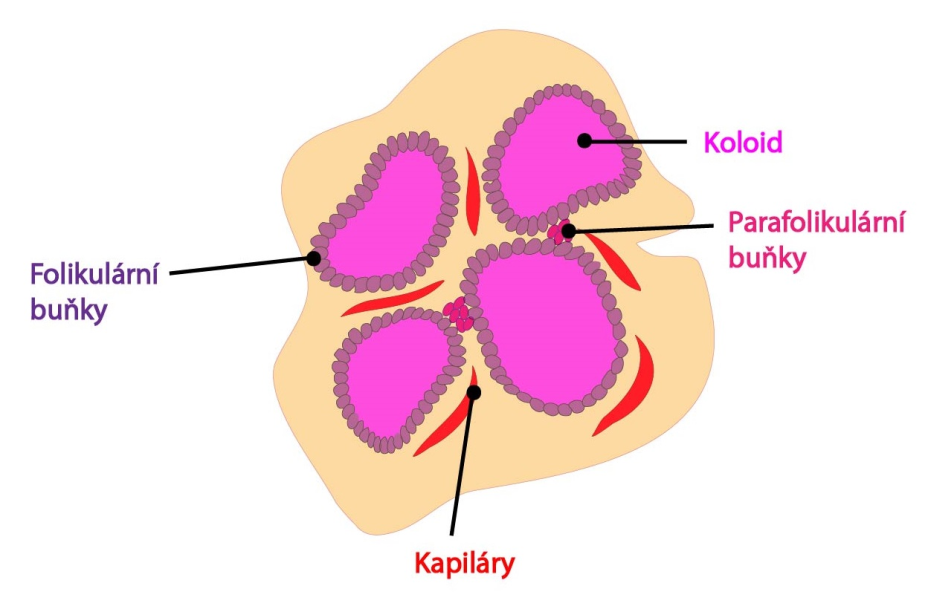 Koloid
Parafolikulární
buňky
Folikulární
buňky
Kapiláry